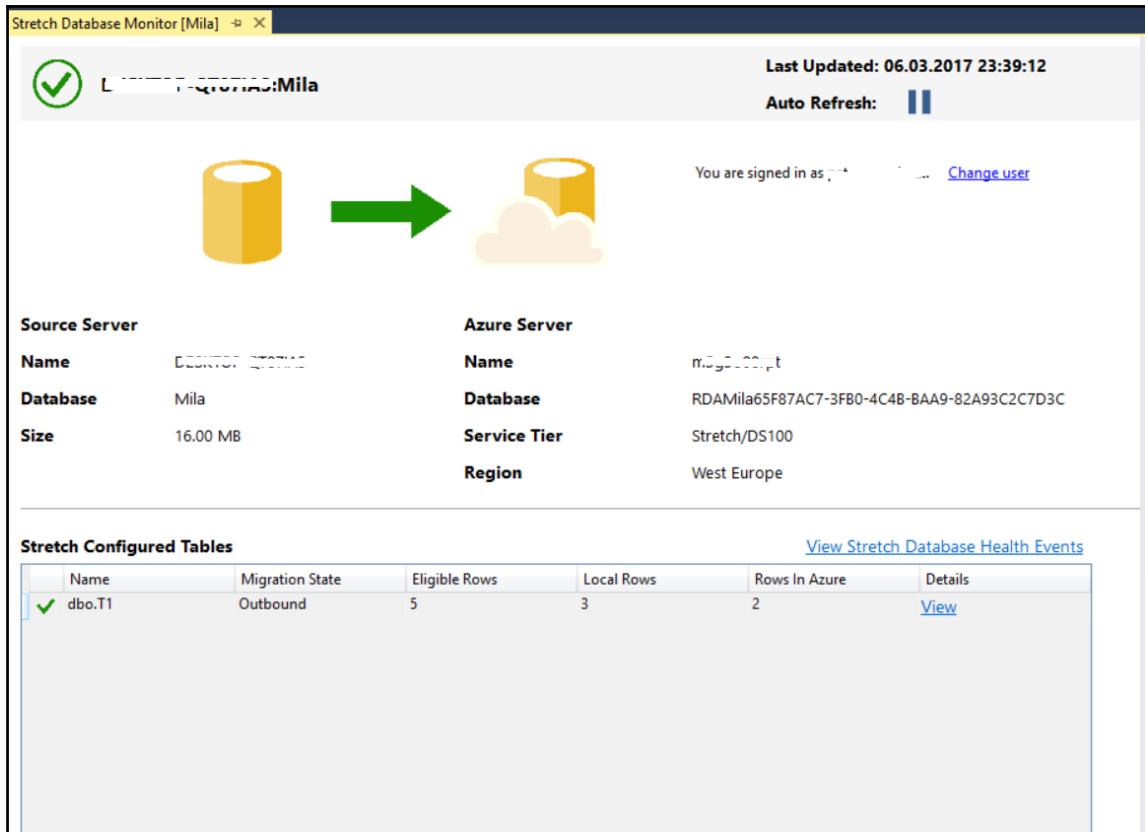 Stretch Database Monitor [Mila]
:Mila
Last Updated: 06.03.2017 23:39:12
Auto Refresh:
You are signed in as Change user
Source Server Azure Server
Name Name
Database Mila Database RDAMila65F87AC7-3FB0-4C4B-BAA9-82A93C2C7D3C
Size 16.00 MB Service Tier Stretch/DS100
Region West Europe
Stretch Configured Tables View Stretch Database Health Events
Name Migration State Eligible Rows Local Rows Rows In Azure Details
dbo.T1 Outbound 5 3 2 View